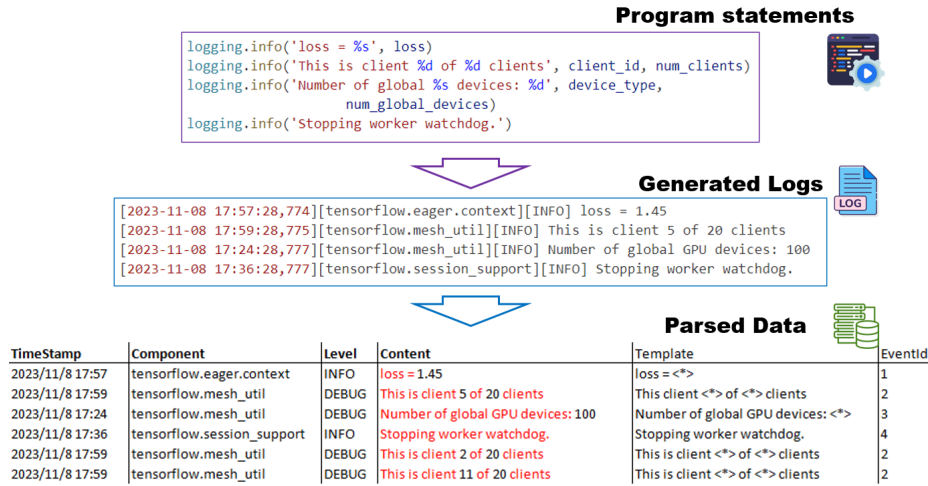 Program statements
logging.info('loss = %s', loss)
logging.info('This is client %d of %d clients', client_id, num_clients)
logging.info('Number of global %s devices: %d', device_type,
num_global_devices)
logging.info('Stopping worker watchdog.')
Generated Logs
LOG
[2023-11-08 17:57:28,774][tensorflow.eager.context][INFO] loss = 1.45
[2023-11-08 17:59:28,775][tensorflow.mesh_util][INFO] This is client 5 of 20 clients
[2023-11-08 17:24:28,777][tensorflow.mesh_util][INFO] Number of global GPU devices: 100
[2023-11-08 17:36:28,777][tensorflow.session_support][INFO] Stopping worker watchdog.
Parsed Data
TimeStamp Component Level Content Template EventId
2023/11/8 17:57 tensorflow.eager.context INFO loss = 1.45 loss = <*> 1
2023/11/8 17:59 tensorflow.mesh_util DEBUG This is client 5 of 20 clients This client <*> of <*> clients 2
2023/11/8 17:24 tensorflow.mesh_util DEBUG Number of global GPU devices: 100 Number of global GPU devices: <*> 3
2023/11/8 17:36 tensorflow.session_support INFO Stopping worker watchdog. Stopping worker watchdog. 4
2023/11/8 17:59 tensorflow.mesh_util DEBUG This is client 2 of 20 clients This is client <*> of <*> clients 2
2023/11/8 17:59 tensorflow.mesh_util DEBUG This is client 11 of 20 clients This is client <*> of <*> clients 2